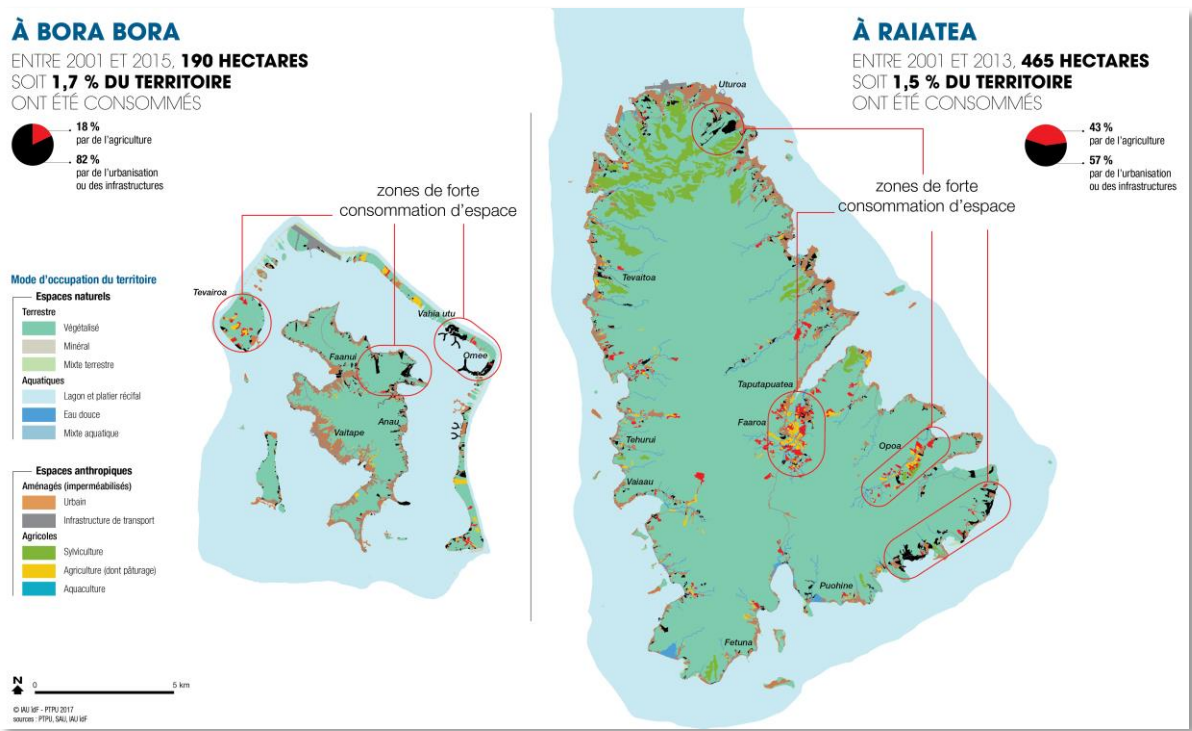 À BORA BORA
ENTRE 2001 ET 2015, 190 HECTARES
SOIT 1,7 % DU TERRITOIRE
ONT ÉTÉ CONSOMMÉS
18 %
par de l'agriculture
82 %
par de l'urbanisation
ou des infrastructures
À RAIATEA
ENTRE 2001 ET 2013, 465 HECTARES
SOIT 1,5 % DU TERRITOIRE
ONT ÉTÉ CONSOMMÉS
43 %
par de l'agriculture
57 %
par de l'urbanisation
ou des infrastructures
zones de forte
consommation d'espace
zones de forte
consommation d'espace
Tevairoa
Vahia utu
Omee
Faanui
Anau
Vaitape
Uturoa
Tevaitoa
Taputapuatea
Faaroa
Opoa
Tehurui
Vaiaau
Puohine
Fetuna
Mode d'occupation du territoire
Espaces naturels
Terrestre
Végétalisé
Minéral
Mixte terrestre
Aquatiques
Lagon et platier récifal
Eau douce
Mixte aquatique
Espaces anthropiques
Aménagés (imperméabilisés)
Urbain
Infrastructure de transport
Agricoles
Sylviculture
Agriculture (dont pâturage)
Aquaculture
N
0 5 km
© IAU îdF - PTPU 2017
sources : PTPU, SAU, IAU îdF